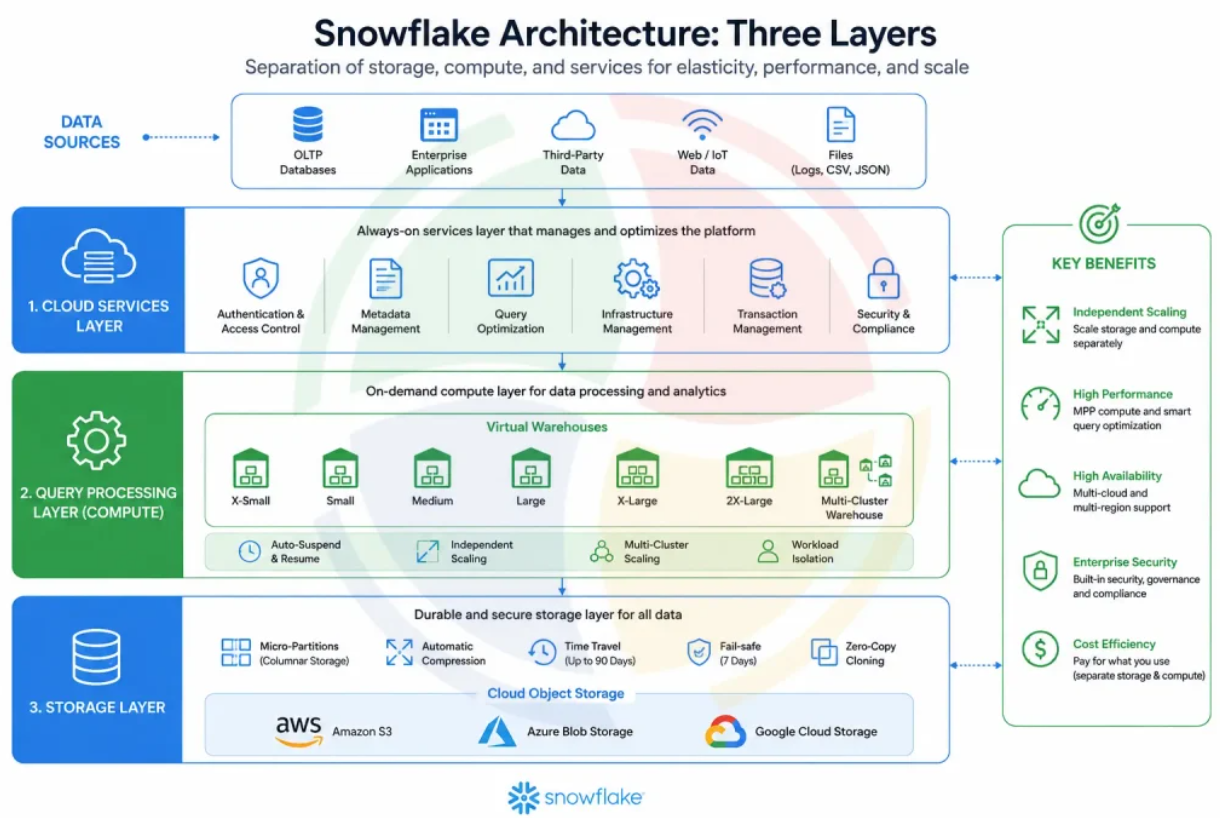 Snowflake Architecture: Three Layers
Separation of storage, compute, and services for elasticity, performance, and scale
DATA
SOURCES
OLTP
Databases
Enterprise
Applications
Third-Party
Data
Web / IoT
Data
Files
(Logs, CSV, JSON)
1. CLOUD SERVICES
LAYER
Always-on services layer that manages and optimizes the platform
Authentication &
Access Control
Metadata
Management
Query
Optimization
Infrastructure
Management
Transaction
Management
Security &
Compliance
2. QUERY PROCESSING
LAYER (COMPUTE)
On-demand compute layer for data processing and analytics
Virtual Warehouses
X-Small
Small
Medium
Large
X-Large
2X-Large
Multi-Cluster
Warehouse
Auto-Suspend
& Resume
Independent
Scaling
Multi-Cluster
Scaling
Workload
Isolation
3. STORAGE LAYER
Durable and secure storage layer for all data
Micro-Partitions
(Columnar Storage)
Automatic
Compression
Time Travel
(Up to 90 Days)
Fail-safe
(7 Days)
Zero-Copy
Cloning
Cloud Object Storage
aws
Amazon S3
Azure Blob Storage
Google Cloud Storage
KEY BENEFITS
Independent Scaling
Scale storage and compute
separately
High Performance
MPP compute and smart
query optimization
High Availability
Multi-cloud and
multi-region support
Enterprise Security
Built-in security, governance
and compliance
$
Cost Efficiency
Pay for what you use
(separate storage & compute)
snowflake